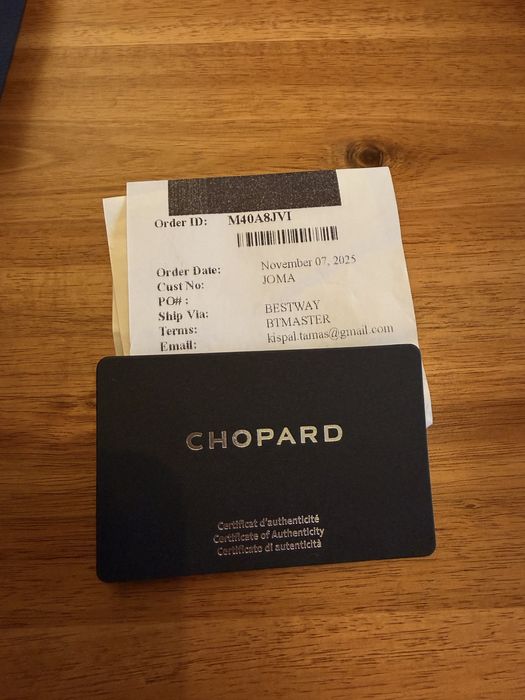 Order ID: M40A8JVI
Order Date: November 07, 2025
Cust No: JOMA
PO# :
Ship Via: BESTWAY
Terms: BTMASTER
Email: kispal.tamas@gmail.com
CHOPARD
Certificat d'authenticité
Certificate of Authenticity
Certificato di autenticità